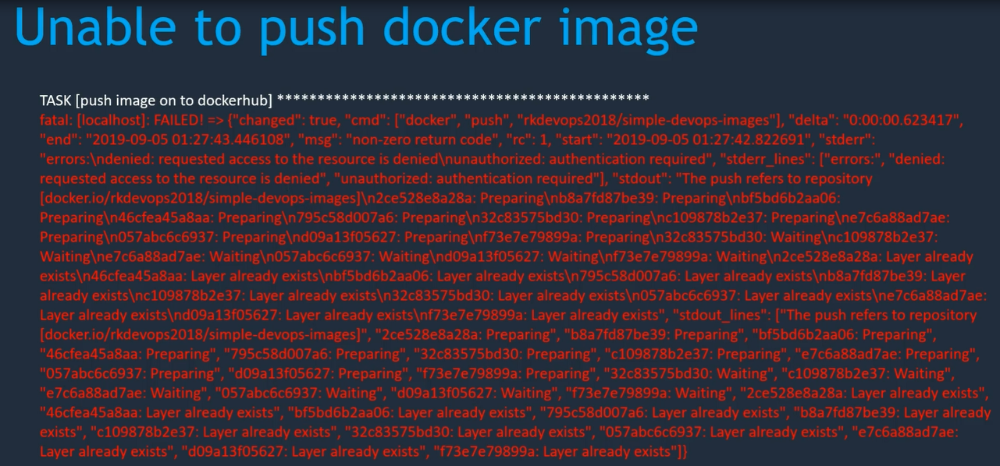 Unable to push docker image
TASK [push image on to dockerhub] **********************************************
fatal: [localhost]: FAILED! => {"changed": true, "cmd": ["docker", "push", "rkdevops2018/simple-devops-images"], "delta": "0:00:00.623417",
"end": "2019-09-05 01:27:43.446108", "msg": "non-zero return code", "rc": 1, "start": "2019-09-05 01:27:42.822691", "stderr":
"errors:\ndenied: requested access to the resource is denied\nunauthorized: authentication required", "stderr_lines": ["errors:", "denied:
requested access to the resource is denied", "unauthorized: authentication required"], "stdout": "The push refers to repository
[docker.io/rkdevops2018/simple-devops-images]\n2ce528e8a28a: Preparing\nb8a7fd87be39: Preparing\nbf5bd6b2aa06:
Preparing\n46cfea45a8aa: Preparing\n795c58d007a6: Preparing\n32c83575bd30: Preparing\nc109878b2e37: Preparing\ne7c6a88ad7ae:
Preparing\n057abc6c6937: Preparing\nd09a13f05627: Preparing\nf73e7e79899a: Preparing\n32c83575bd30: Waiting\nc109878b2e37:
Waiting\ne7c6a88ad7ae: Waiting\n057abc6c6937: Waiting\nd09a13f05627: Waiting\nf73e7e79899a: Waiting\n2ce528e8a28a: Layer already
exists\n46cfea45a8aa: Layer already exists\nbf5bd6b2aa06: Layer already exists\n795c58d007a6: Layer already exists\nb8a7fd87be39: Layer
already exists\nc109878b2e37: Layer already exists\n32c83575bd30: Layer already exists\n057abc6c6937: Layer already exists\ne7c6a88ad7ae:
Layer already exists\nd09a13f05627: Layer already exists\nf73e7e79899a: Layer already exists", "stdout_lines": ["The push refers to repository
[docker.io/rkdevops2018/simple-devops-images]", "2ce528e8a28a: Preparing", "b8a7fd87be39: Preparing", "bf5bd6b2aa06: Preparing",
"46cfea45a8aa: Preparing", "795c58d007a6: Preparing", "32c83575bd30: Preparing", "c109878b2e37: Preparing", "e7c6a88ad7ae: Preparing",
"057abc6c6937: Preparing", "d09a13f05627: Preparing", "f73e7e79899a: Preparing", "32c83575bd30: Waiting", "c109878b2e37: Waiting",
"e7c6a88ad7ae: Waiting", "057abc6c6937: Waiting", "d09a13f05627: Waiting", "f73e7e79899a: Waiting", "2ce528e8a28a: Layer already exists",
"46cfea45a8aa: Layer already exists", "bf5bd6b2aa06: Layer already exists", "795c58d007a6: Layer already exists", "b8a7fd87be39: Layer already
exists", "c109878b2e37: Layer already exists", "32c83575bd30: Layer already exists", "057abc6c6937: Layer already exists", "e7c6a88ad7ae:
Layer already exists", "d09a13f05627: Layer already exists", "f73e7e79899a: Layer already exists"]}